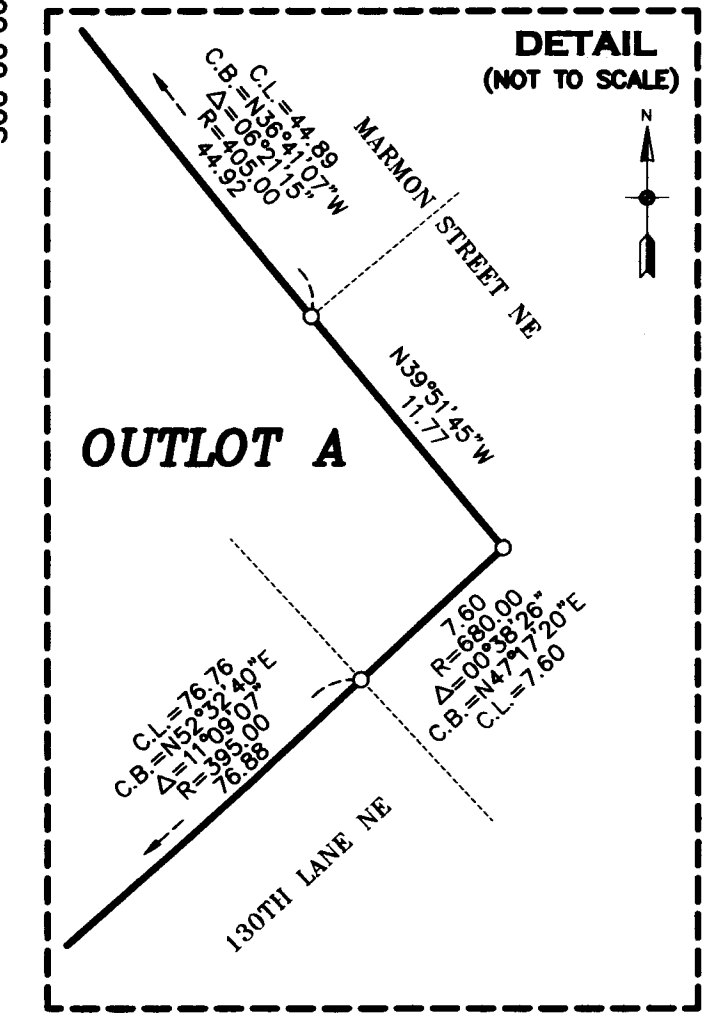 DETAIL
(NOT TO SCALE)
N
C.L.=44.89
C.B.=N36°41'07"W
Δ=06°21'15"
R=405.00
44.92
MARMON STREET NE
N39°51'45"W
11.77
OUTLOT A
7.60
R=680.00
Δ=00°38'26"
C.B.=N47°17'20"E
C.L.=7.60
C.L.=76.76
C.B.=N52°32'40"E
Δ=11°09'07"
R=395.00
76.88
130TH LANE NE